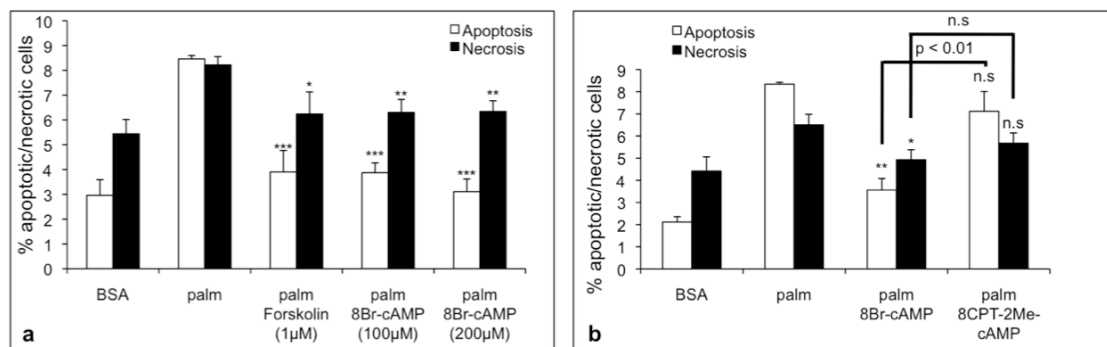 10
9
8
7
6
5
4
3
2
1
0
% apoptotic/necrotic cells
Apoptosis
Necrosis
*
**
**
***
***
***
BSA
palm
palm
Forskolin
(1µM)
palm
8Br-cAMP
(100µM)
palm
8Br-cAMP
(200µM)
a
9
8
7
6
5
4
3
2
1
0
% apoptotic/necrotic cells
Apoptosis
Necrosis
n.s
p < 0.01
n.s
n.s
**
*
BSA
palm
palm
8Br-cAMP
palm
8CPT-2Me-
cAMP
b